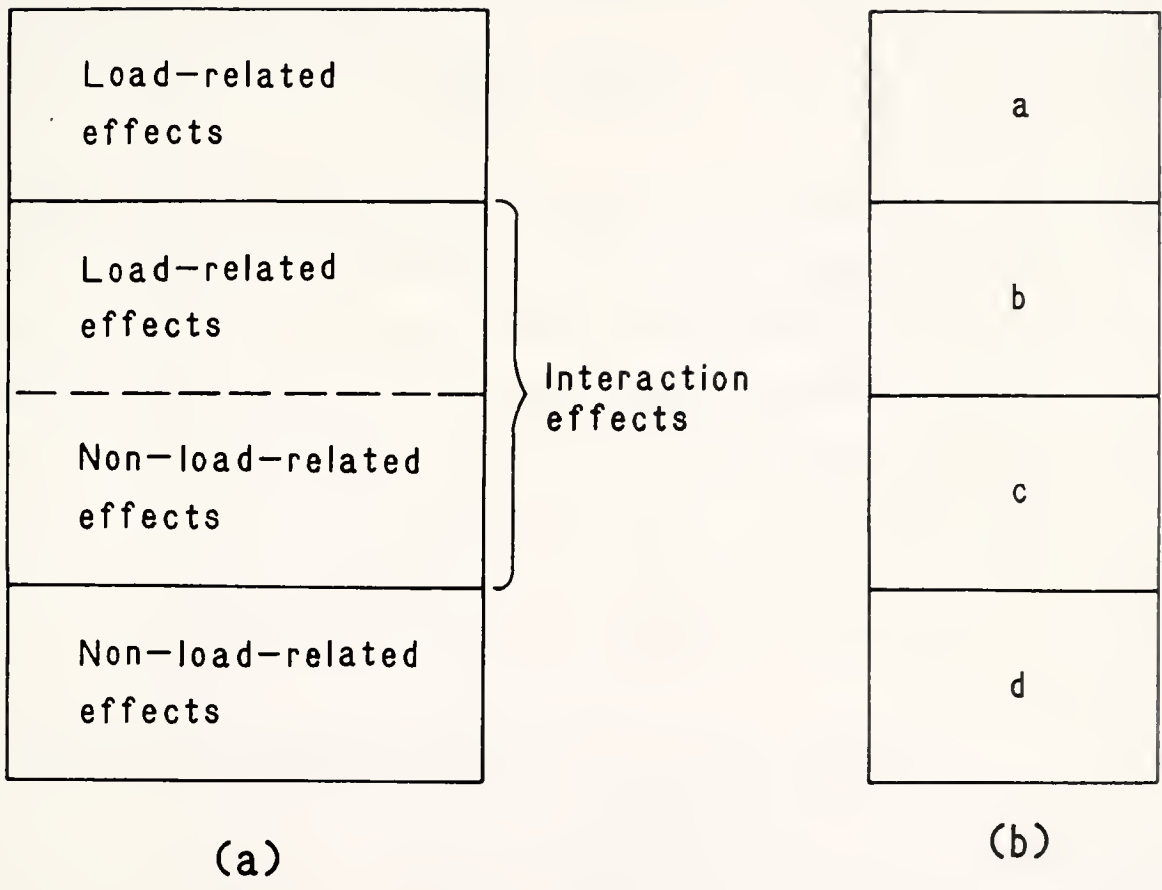 Load-related
effects
Load-related
effects
Interaction
effects
Non-load-related
effects
Non-load-related
effects
(a)
a
b
c
d
(b)